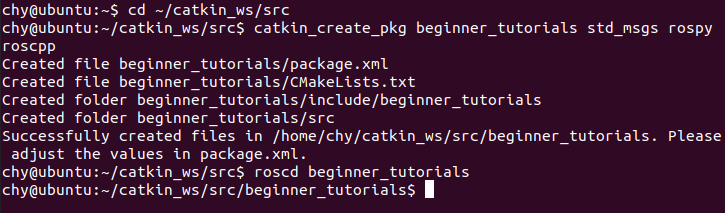 chy@ubuntu:~$ cd ~/catkin_ws/src
chy@ubuntu:~/catkin_ws/src$ catkin_create_pkg beginner_tutorials std_msgs rospy
roscpp
Created file beginner_tutorials/package.xml
Created file beginner_tutorials/CMakeLists.txt
Created folder beginner_tutorials/include/beginner_tutorials
Created folder beginner_tutorials/src
Successfully created files in /home/chy/catkin_ws/src/beginner_tutorials. Please
 adjust the values in package.xml.
chy@ubuntu:~/catkin_ws/src$ roscd beginner_tutorials
chy@ubuntu:~/catkin_ws/src/beginner_tutorials$